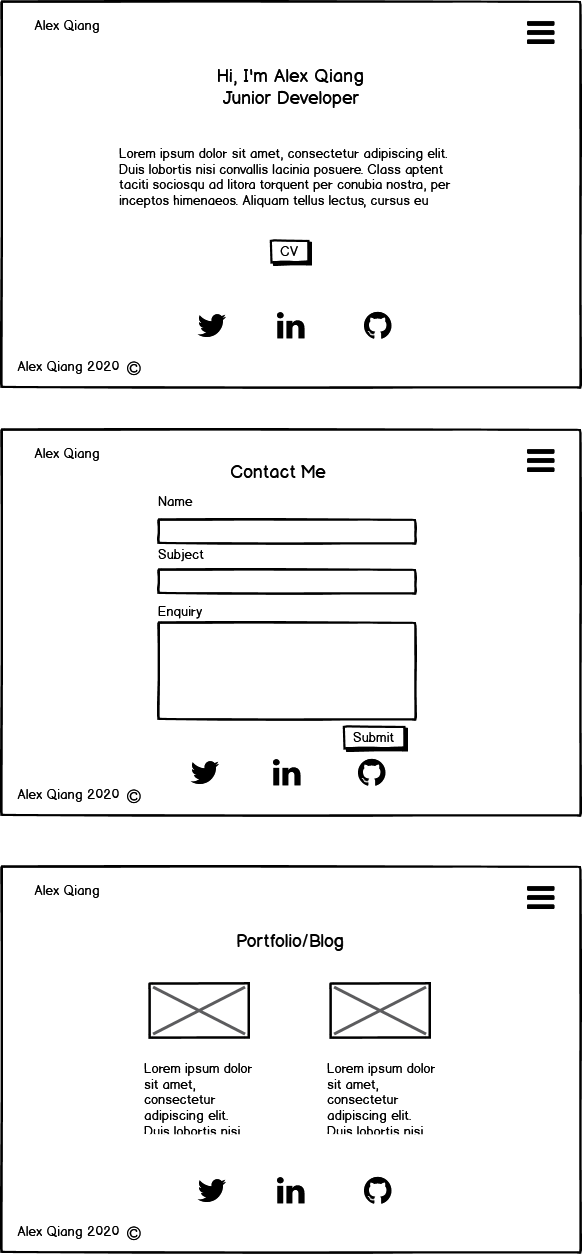 Alex Qiang
Hi, I'm Alex Qiang
Junior Developer
Lorem ipsum dolor sit amet, consectetur adipiscing elit.
Duis lobortis nisi convallis lacinia posuere. Class aptent
taciti sociosqu ad litora torquent per conubia nostra, per
inceptos himenaeos. Aliquam tellus lectus, cursus eu
CV
in
Alex Qiang 2020 ©
Alex Qiang
Contact Me
Name
Subject
Enquiry
Submit
in
Alex Qiang 2020 ©
Alex Qiang
Portfolio/Blog
Lorem ipsum dolor
sit amet,
consectetur
adipiscing elit.
Duis lobortis nisi
Lorem ipsum dolor
sit amet,
consectetur
adipiscing elit.
Duis lobortis nisi
in
Alex Qiang 2020 ©